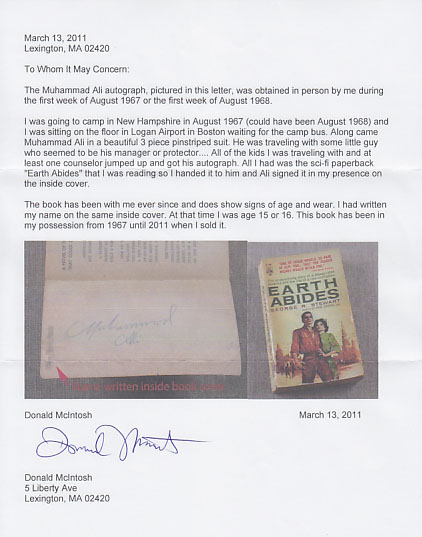 March 13, 2011
Lexington, MA 02420
To Whom It May Concern:
The Muhammad Ali autograph, pictured in this letter, was obtained in person by me during
the first week of August 1967 or the first week of August 1968.
I was going to camp in New Hampshire in August 1967 (could have been August 1968) and
I was sitting on the floor in Logan Airport in Boston waiting for the camp bus. Along came
Muhammad Ali in a beautiful 3 piece pinstriped suit. He was traveling with some little guy
who seemed to be his manager or protector.... All of the kids I was traveling with and at
least one counselor jumped up and got his autograph. All I had was the sci-fi paperback
"Earth Abides" that I was reading so I handed it to him and Ali signed it in my presence on
the inside cover.
The book has been with me ever since and does show signs of age and wear. I had written
my name on the same inside cover. At that time I was age 15 or 16. This book has been in
my possession from 1967 until 2011 when I sold it.
Muhammad
Ali
written inside book
EARTH
ABIDES
GEORGE R. STEWART
Donald McIntosh
March 13, 2011
Donald McIntosh
5 Liberty Ave
Lexington, MA 02420